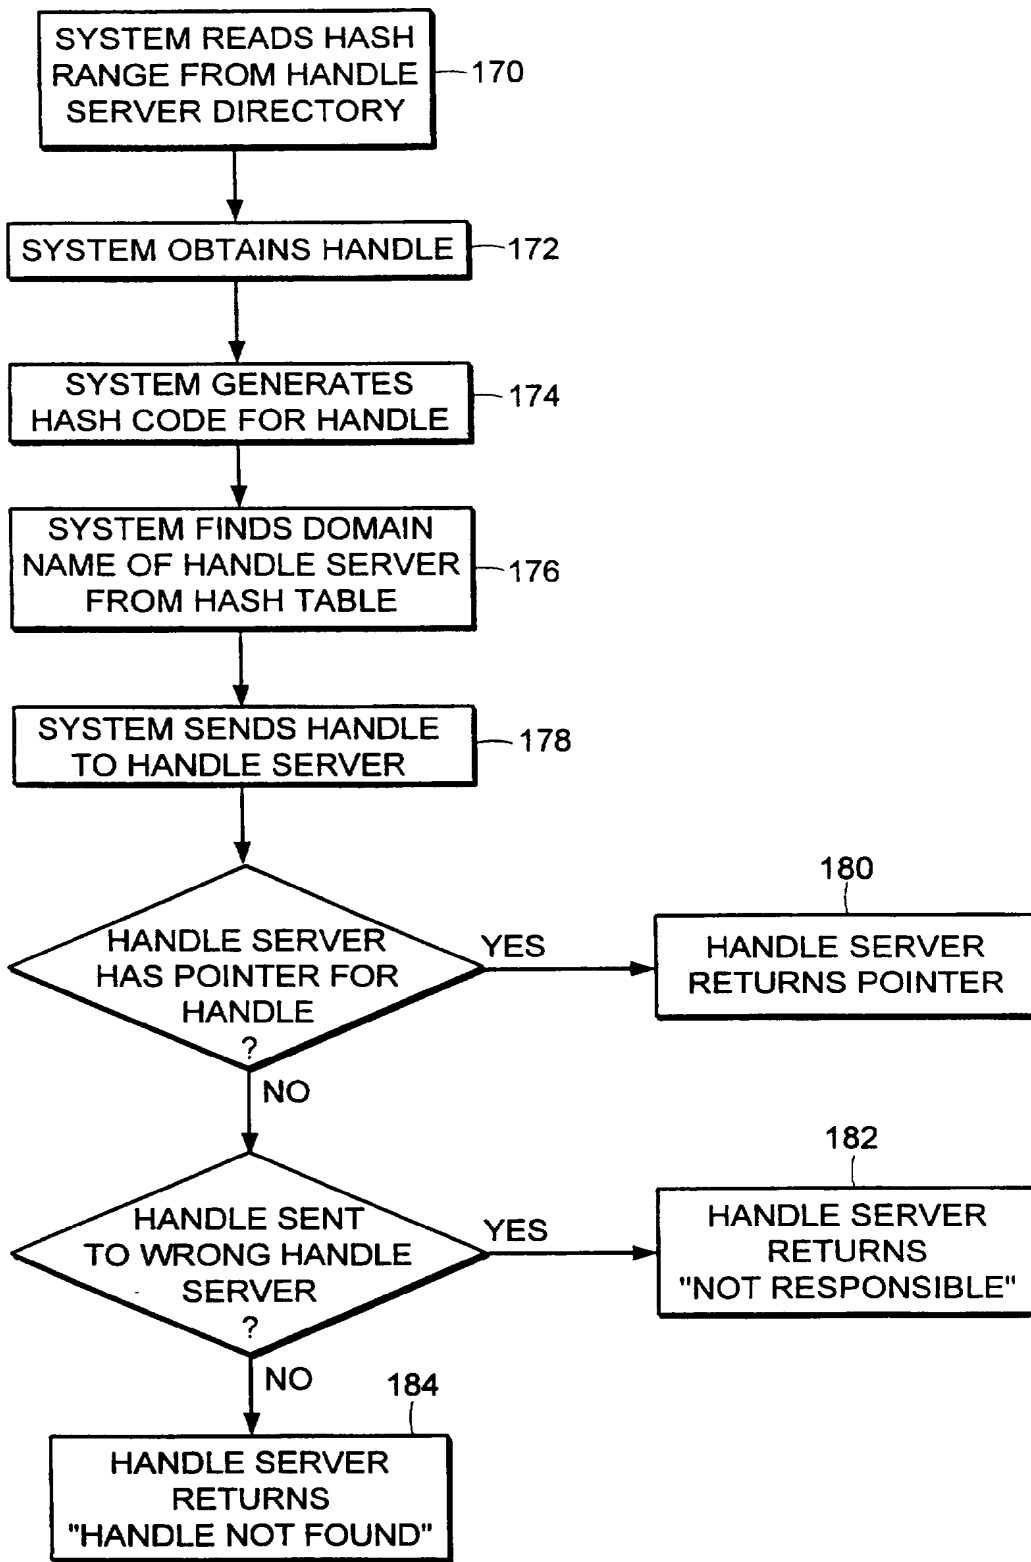 SYSTEM READS HASH
RANGE FROM HANDLE
SERVER DIRECTORY
170
SYSTEM OBTAINS HANDLE
172
SYSTEM GENERATES
HASH CODE FOR HANDLE
174
SYSTEM FINDS DOMAIN
NAME OF HANDLE SERVER
FROM HASH TABLE
176
SYSTEM SENDS HANDLE
TO HANDLE SERVER
178
HANDLE SERVER
HAS POINTER FOR
HANDLE
?
YES
180
HANDLE SERVER
RETURNS POINTER
NO
HANDLE SENT
TO WRONG HANDLE
SERVER
?
YES
182
HANDLE SERVER
RETURNS
"NOT RESPONSIBLE"
NO
184
HANDLE SERVER
RETURNS
"HANDLE NOT FOUND"